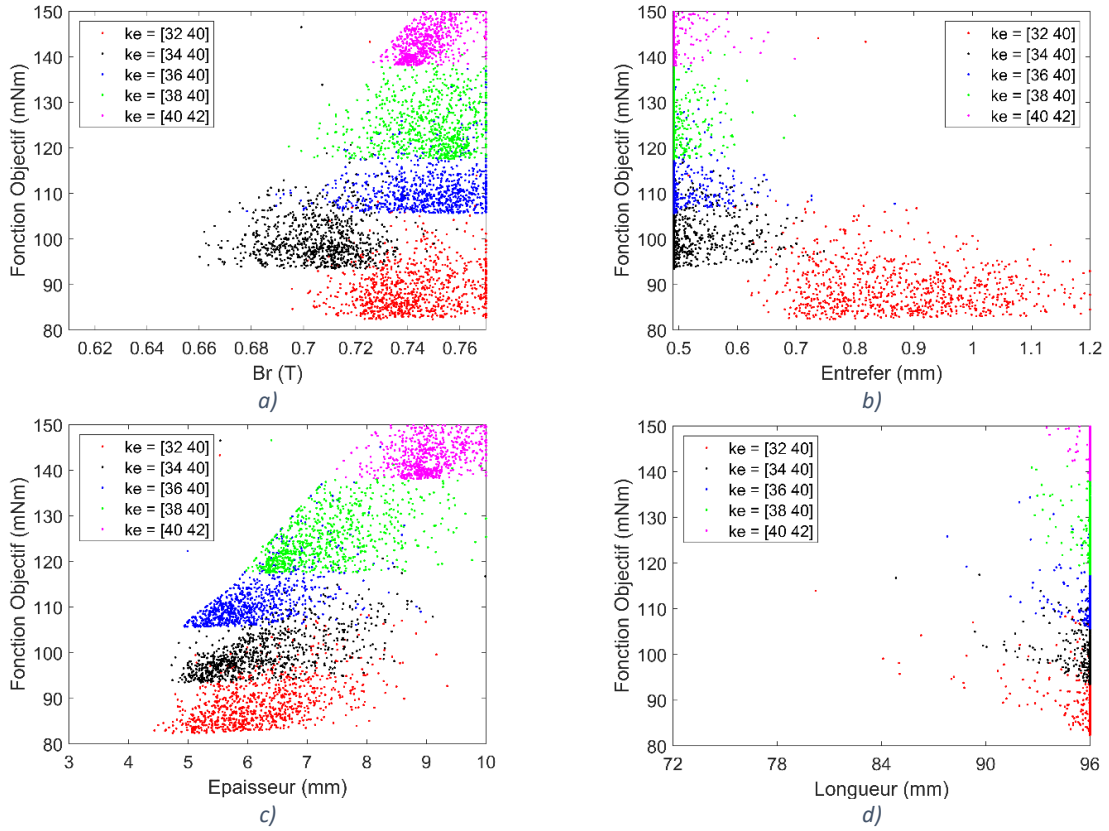 150
140
130
120
110
100
90
80
Fonction Objectif (mNm)
ke = [32 40]
ke = [34 40]
ke = [36 40]
ke = [38 40]
ke = [40 42]
0.62
0.64
0.66
0.68
0.7
0.72
0.74
0.76
Br (T)
a)
150
140
130
120
110
100
90
80
Fonction Objectif (mNm)
ke = [32 40]
ke = [34 40]
ke = [36 40]
ke = [38 40]
ke = [40 42]
0.5
0.6
0.7
0.8
0.9
1
1.1
1.2
Entrefer (mm)
b)
150
140
130
120
110
100
90
80
Fonction Objectif (mNm)
ke = [32 40]
ke = [34 40]
ke = [36 40]
ke = [38 40]
ke = [40 42]
3
4
5
6
7
8
9
10
Epaisseur (mm)
c)
150
140
130
120
110
100
90
80
Fonction Objectif (mNm)
ke = [32 40]
ke = [34 40]
ke = [36 40]
ke = [38 40]
ke = [40 42]
72
78
84
90
96
Longueur (mm)
d)